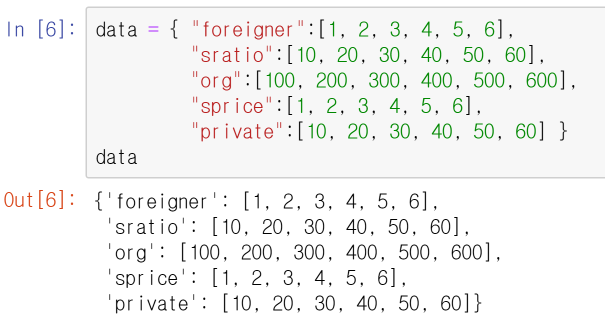 In [6]: data = { "foreigner":[1, 2, 3, 4, 5, 6],
"sratio":[10, 20, 30, 40, 50, 60],
"org":[100, 200, 300, 400, 500, 600],
"sprice":[1, 2, 3, 4, 5, 6],
"private":[10, 20, 30, 40, 50, 60] }
data
Out[6]: {'foreigner': [1, 2, 3, 4, 5, 6],
'sratio': [10, 20, 30, 40, 50, 60],
'org': [100, 200, 300, 400, 500, 600],
'sprice': [1, 2, 3, 4, 5, 6],
'private': [10, 20, 30, 40, 50, 60]}